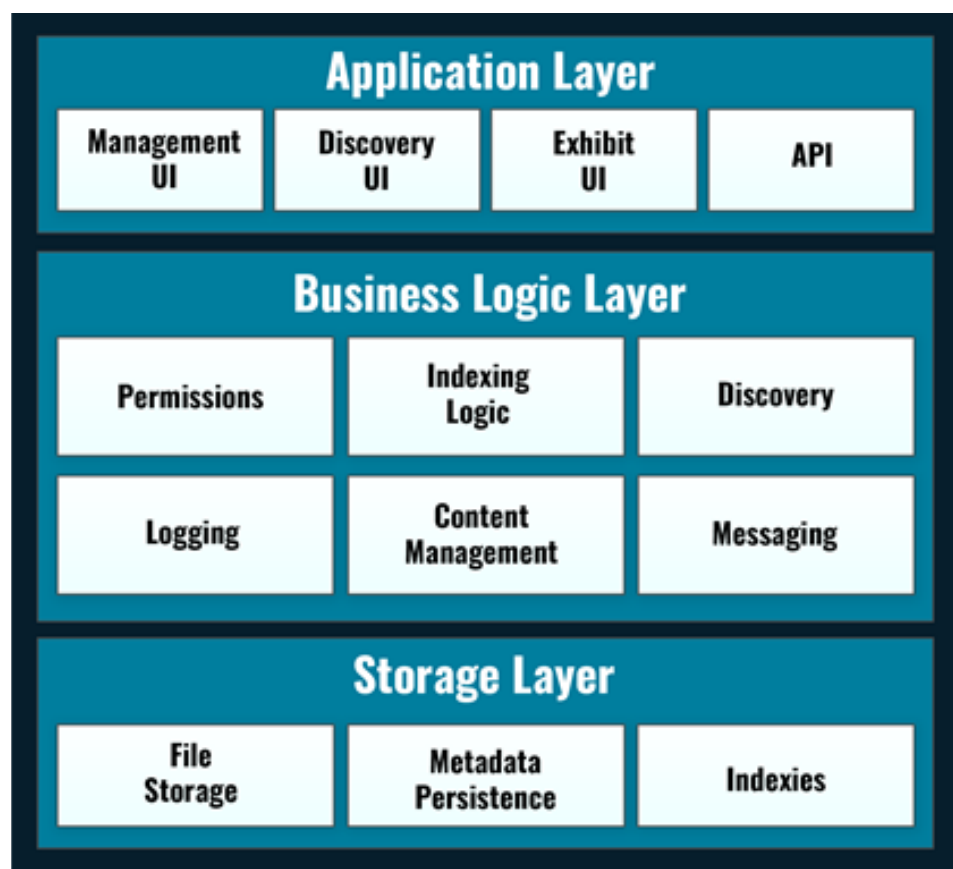 Application Layer
Management
UI
Discovery
UI
Exhibit
UI
API
Business Logic Layer
Permissions
Indexing
Logic
Discovery
Logging
Content
Management
Messaging
Storage Layer
File
Storage
Metadata
Persistence
Indexies